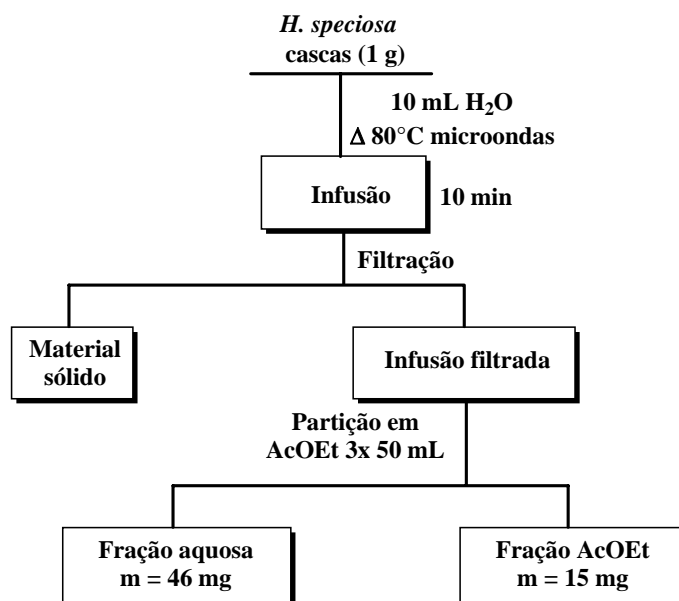 H. speciosa
cascas (1 g)
10 mL H₂O
Δ 80°C microondas
Infusão
10 min
Filtração
Material
sólido
Infusão filtrada
Partição em
AcOEt 3x 50 mL
Fração aquosa
m = 46 mg
Fração AcOEt
m = 15 mg